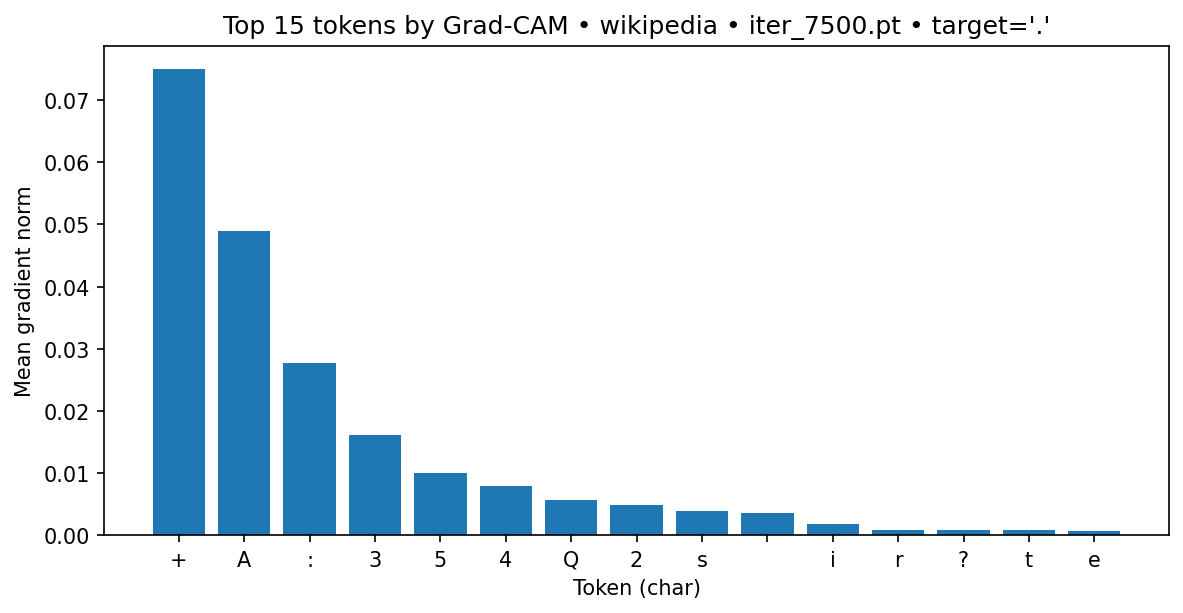 Top 15 tokens by Grad-CAM • wikipedia • iter_7500.pt • target='.'
Mean gradient norm
0.07
0.06
0.05
0.04
0.03
0.02
0.01
0.00
+ A : 3 5 4 Q 2 s i r ? t e
Token (char)